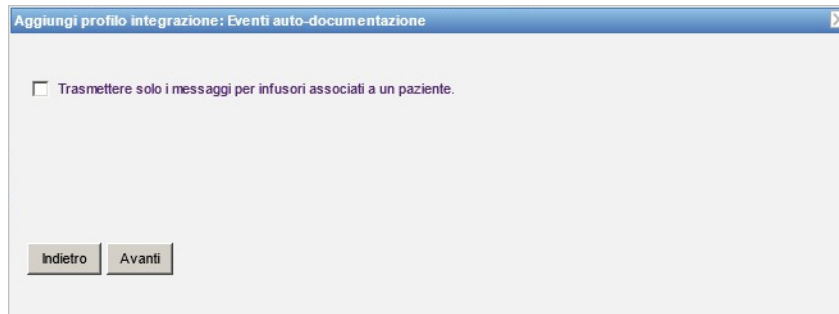 Aggiungi profilo integrazione: Eventi auto-documentazione
Trasmettere solo i messaggi per infusori associati a un paziente.
Indietro Avanti